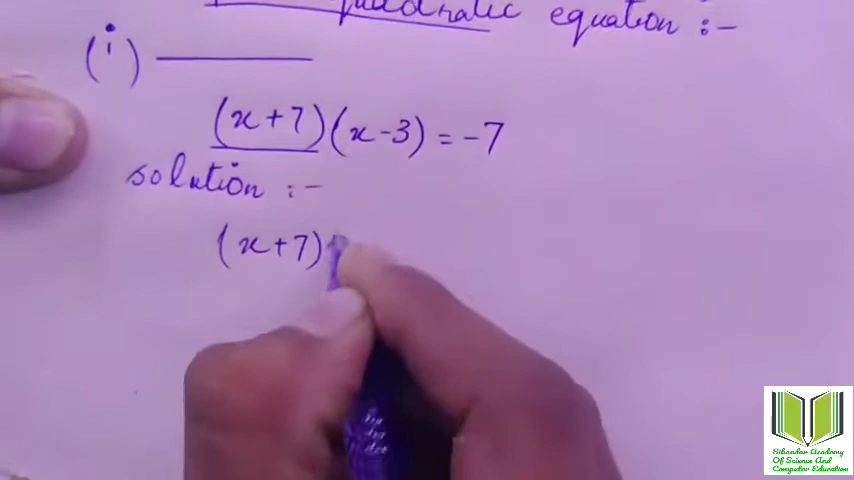 quadratic equation :-
(i)
(x+7)(x-3) = -7
solution :-
(x+7)
Sikandar Academy
Of Science And
Computer Education